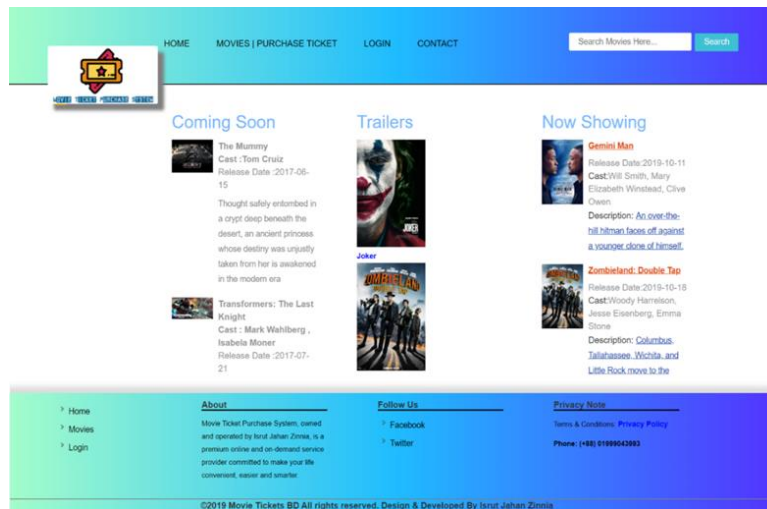 HOME MOVIES | PURCHASE TICKET LOGIN CONTACT
Search Movies Here... Search
MOVIE TICKET PURCHASE SYSTEM
Coming Soon
The Mummy
Cast :Tom Cruiz
Release Date :2017-06-
15
Thought safely entombed in
a crypt deep beneath the
desert, an ancient princess
whose destiny was unjustly
taken from her is awakened
in the modern era
Transformers: The Last
Knight
Cast : Mark Wahlberg ,
Isabela Moner
Release Date :2017-07-
21
Trailers
JOKER
Joker
ZOMBIELAND
Now Showing
Gemini Man
Release Date:2019-10-11
Cast:Will Smith, Mary
Elizabeth Winstead, Clive
Owen
Description: An over-the-
hill hitman faces off against
a younger clone of himself.
Zombieland: Double Tap
Release Date:2019-10-18
Cast:Woody Harrelson,
Jesse Eisenberg, Emma
Stone
Description: Columbus,
Tallahassee, Wichita, and
Little Rock move to the
Home
Movies
Login
About
Movie Ticket Purchase System, owned
and operated by Isrut Jahan Zinnia, is a
premium online and on-demand service
provider committed to make your life
convenient, easier and smarter.
Follow Us
Facebook
Twitter
Privacy Note
Terms & Conditions: Privacy Policy
Phone: (+88) 01999043993
©2019 Movie Tickets BD All rights reserved. Design & Developed By Isrut Jahan Zinnia